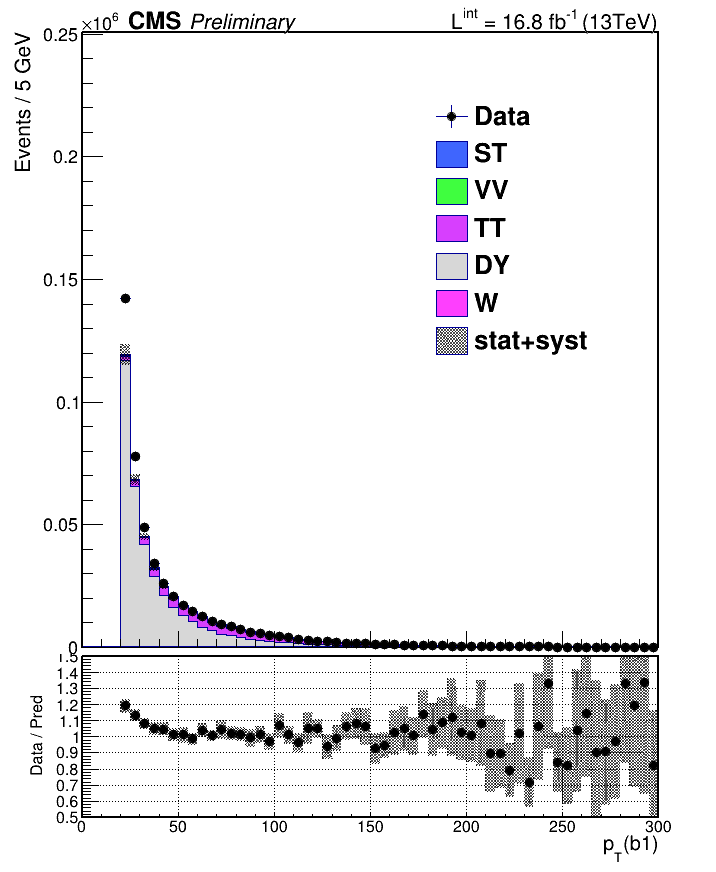 ×10⁶ CMS Preliminary L^int = 16.8 fb⁻¹ (13TeV)
Events / 5 GeV
0.25
0.2
0.15
0.1
0.05
0
Data
ST
VV
TT
DY
W
stat+syst
Data / Pred
1.5
1.4
1.3
1.2
1.1
1
0.9
0.8
0.7
0.6
0.5
0 50 100 150 200 250 300
p_T(b1)